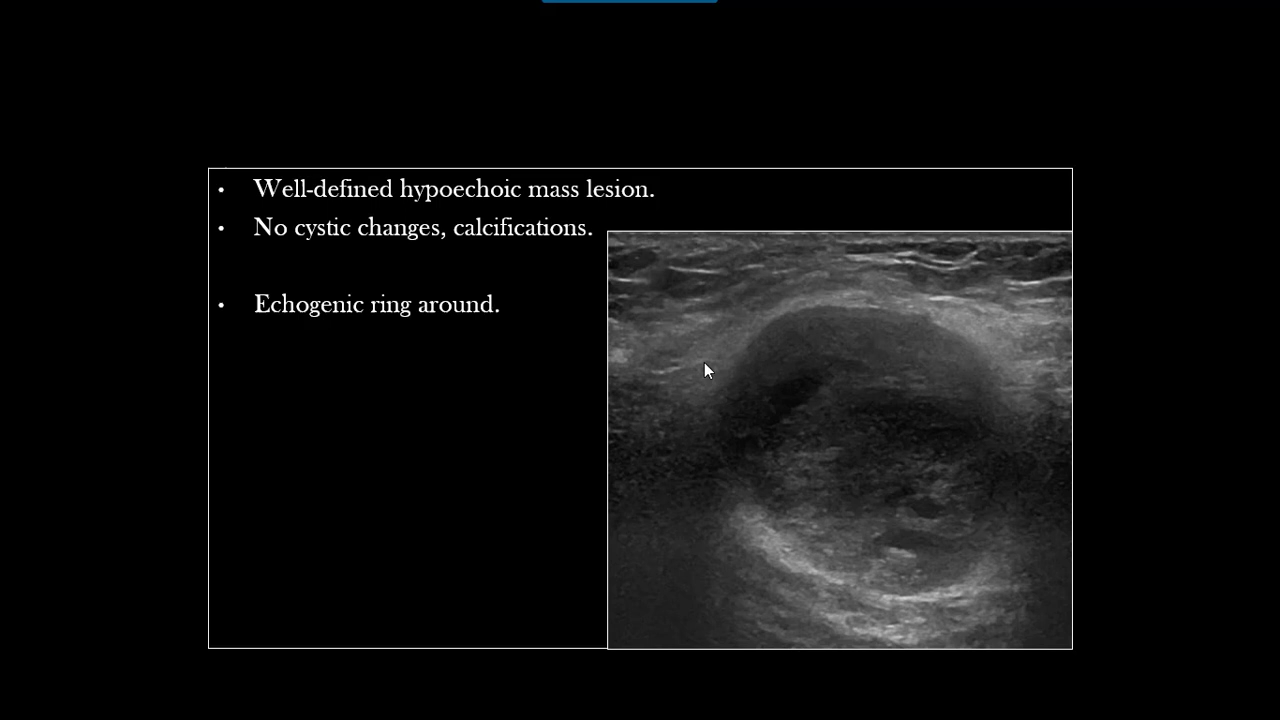 • Well-defined hypoechoic mass lesion.
• No cystic changes, calcifications.
• Echogenic ring around.